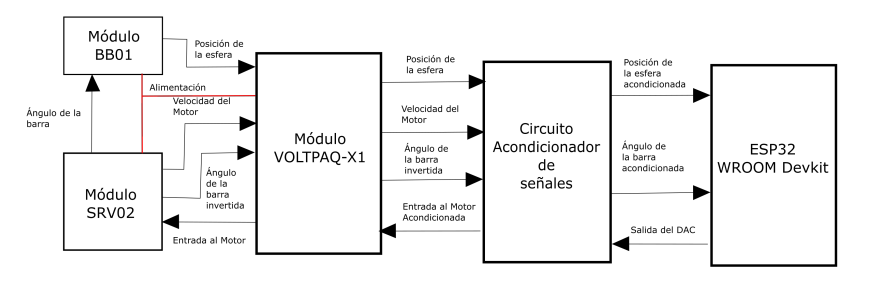 Módulo
BB01
Posición de
la esfera
Alimentación
Velocidad del
Motor
Ángulo de la
barra
Ángulo
de la
barra
invertida
Módulo
SRV02
Entrada al Motor
Módulo
VOLTPAQ-X1
Posición de
la esfera
Velocidad del
Motor
Ángulo de
la barra
invertida
Entrada al Motor
Acondicionada
Circuito
Acondicionador
de
señales
Posición de
la esfera
acondicionada
Ángulo de
la barra
acondicionada
Salida del DAC
ESP32
WROOM Devkit